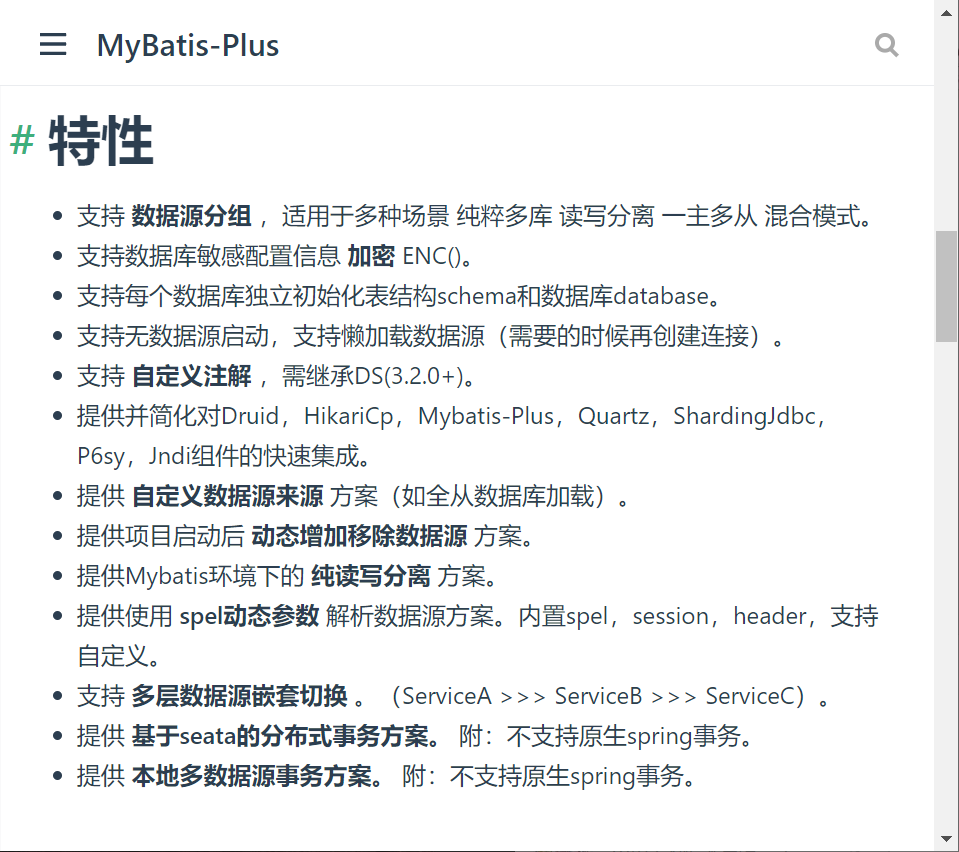 MyBatis-Plus
# 特性
支持 数据源分组 ，适用于多种场景 纯粹多库 读写分离 一主多从 混合模式。
支持数据库敏感配置信息 加密 ENC()。
支持每个数据库独立初始化表结构schema和数据库database。
支持无数据源启动，支持懒加载数据源（需要的时候再创建连接）。
支持 自定义注解 ，需继承DS(3.2.0+)。
提供并简化对Druid，HikariCp，Mybatis-Plus，Quartz，ShardingJdbc，
P6sy，Jndi组件的快速集成。
提供 自定义数据源来源 方案（如全从数据库加载）。
提供项目启动后 动态增加移除数据源 方案。
提供Mybatis环境下的 纯读写分离 方案。
提供使用 spel动态参数 解析数据源方案。内置spel，session，header，支持
自定义。
支持 多层数据源嵌套切换 。（ServiceA >>> ServiceB >>> ServiceC）。
提供 基于seata的分布式事务方案。 附：不支持原生spring事务。
提供 本地多数据源事务方案。 附：不支持原生spring事务。